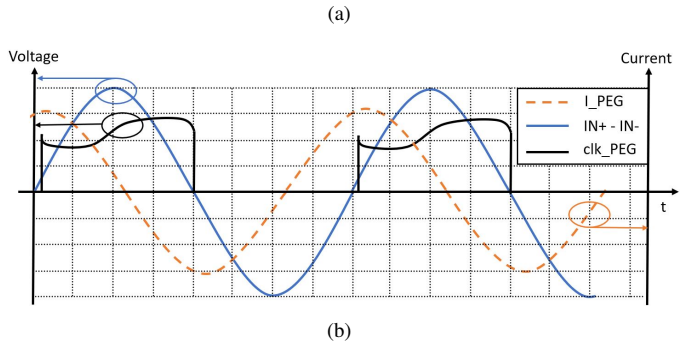 (a)
Voltage
Current
I_PEG
IN+ - IN-
clk_PEG
t
(b)